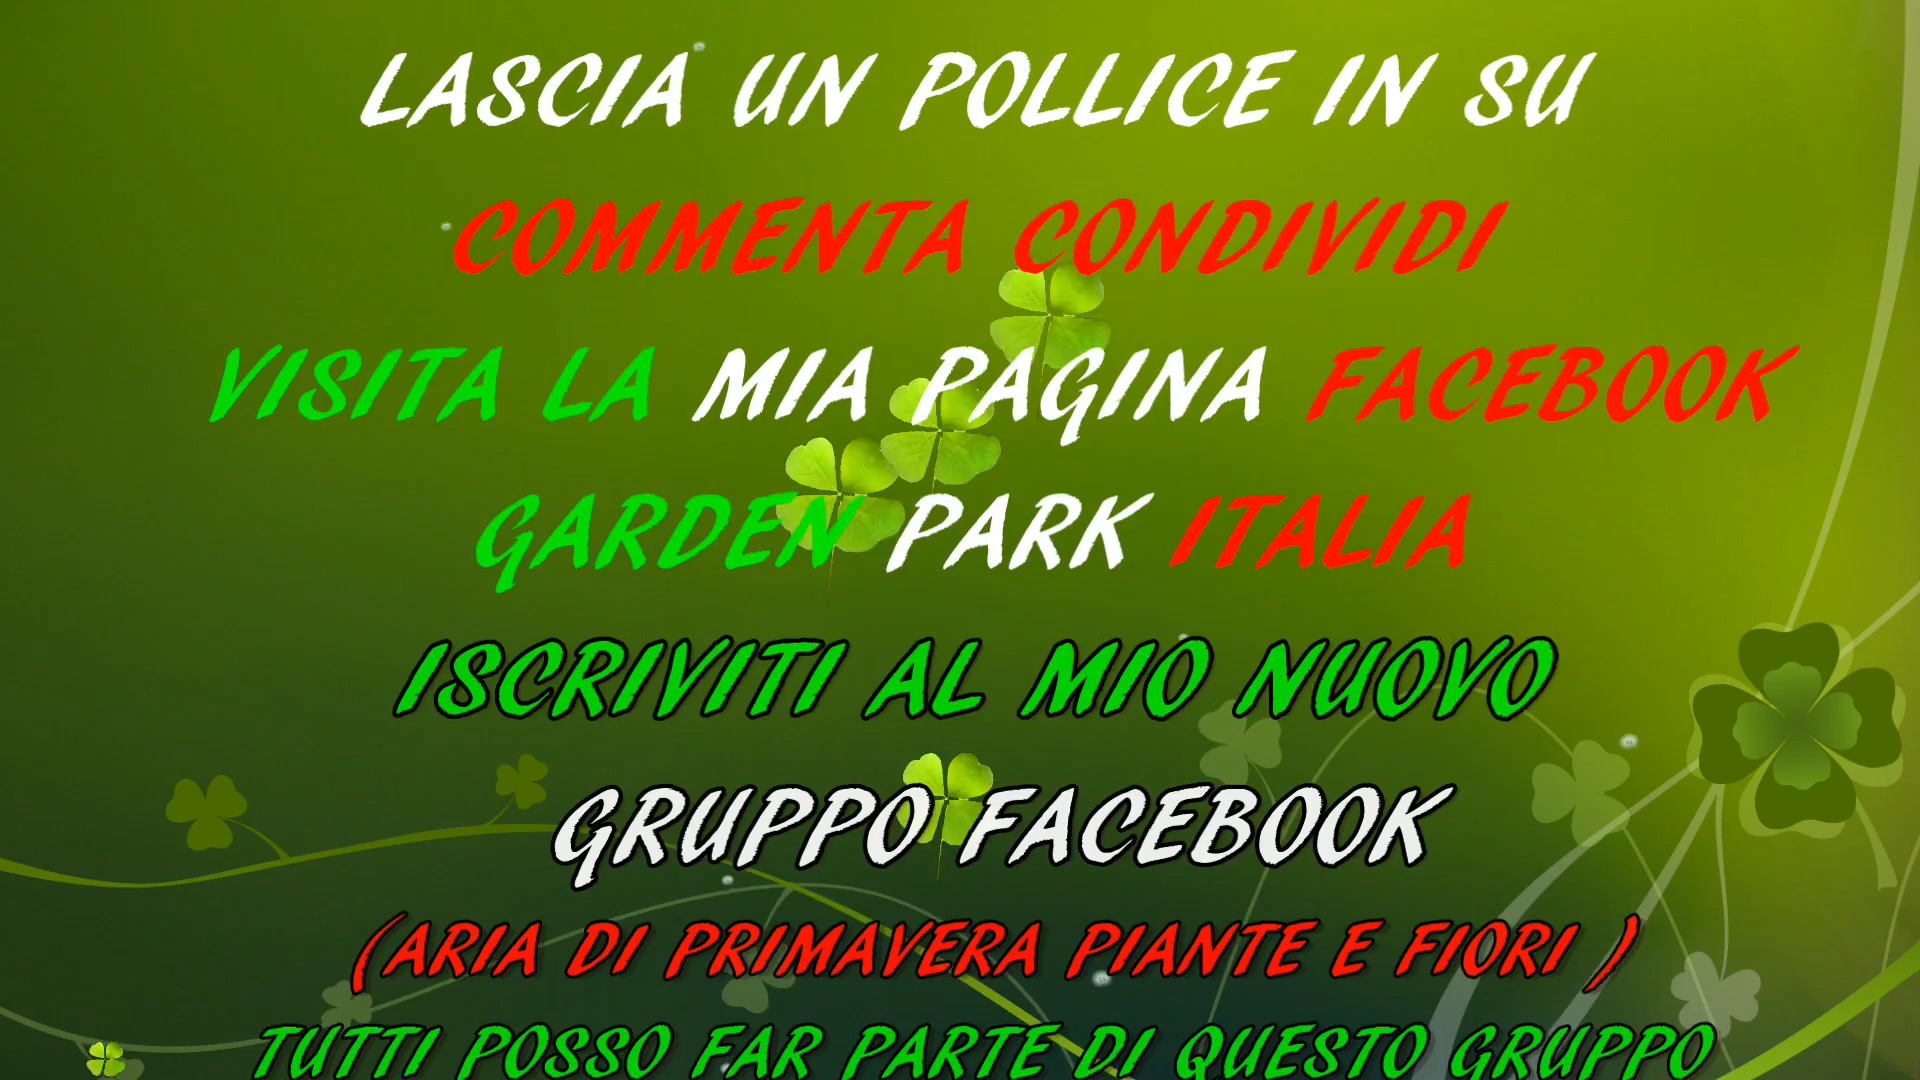 LASCIA UN POLLICE IN SU
COMMENTA CONDIVIDI
VISITA LA MIA PAGINA FACEBOOK
GARDEN PARK ITALIA
ISCRIVITI AL MIO NUOVO
GRUPPO FACEBOOK
(ARIA DI PRIMAVERA PIANTE E FIORI )
TUTTI POSSO FAR PARTE DI QUESTO GRUPPO